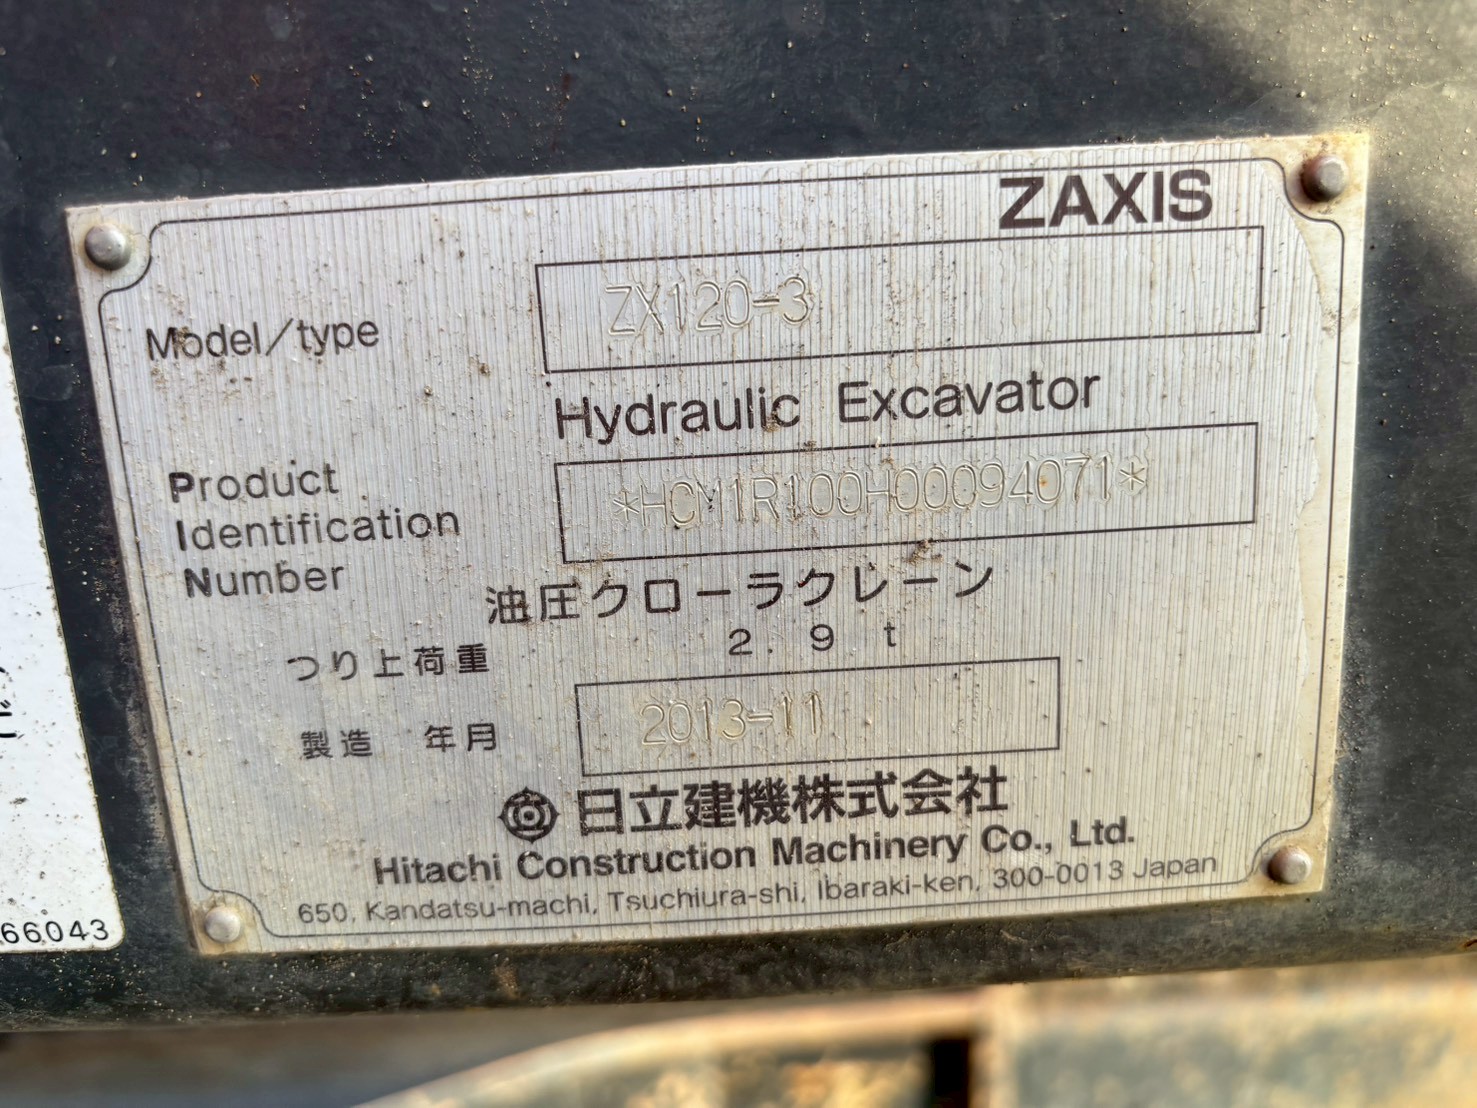 ZAXIS
Model/type
ZX120-3
Hydraulic Excavator
Product
Identification
Number
*HCM1R100H00094071*
油圧クローラクレーン
つり上荷重 2.9 t
製造 年月 2013-11
日立建機株式会社
Hitachi Construction Machinery Co., Ltd.
650, Kandatsu-machi, Tsuchiura-shi, Ibaraki-ken, 300-0013 Japan
66043